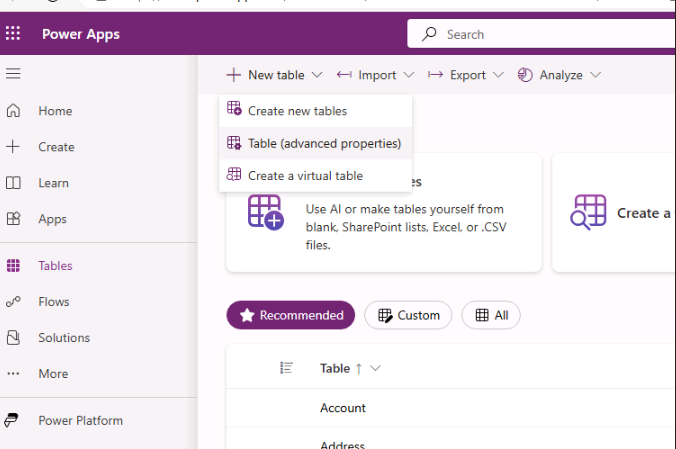 Power Apps
Search
New table Import Export Analyze
Home
Create
Learn
Apps
Tables
Flows
Solutions
More
Power Platform
Create new tables
Table (advanced properties)
Create a virtual table
Use AI or make tables yourself from
blank, SharePoint lists, Excel, or .CSV
files.
Create a
Recommended Custom All
Table ↑
Account
Address